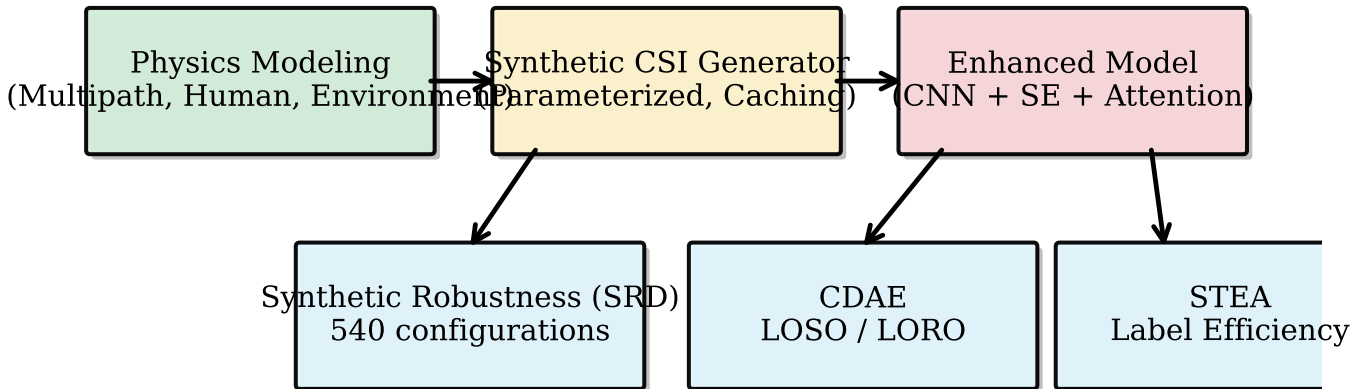 Physics Modeling
(Multipath, Human, Environment)
Synthetic CSI Generator
(Parameterized, Caching)
Enhanced Model
(CNN + SE + Attention)
Synthetic Robustness (SRD)
540 configurations
CDAE
LOSO / LORO
STEA
Label Efficiency